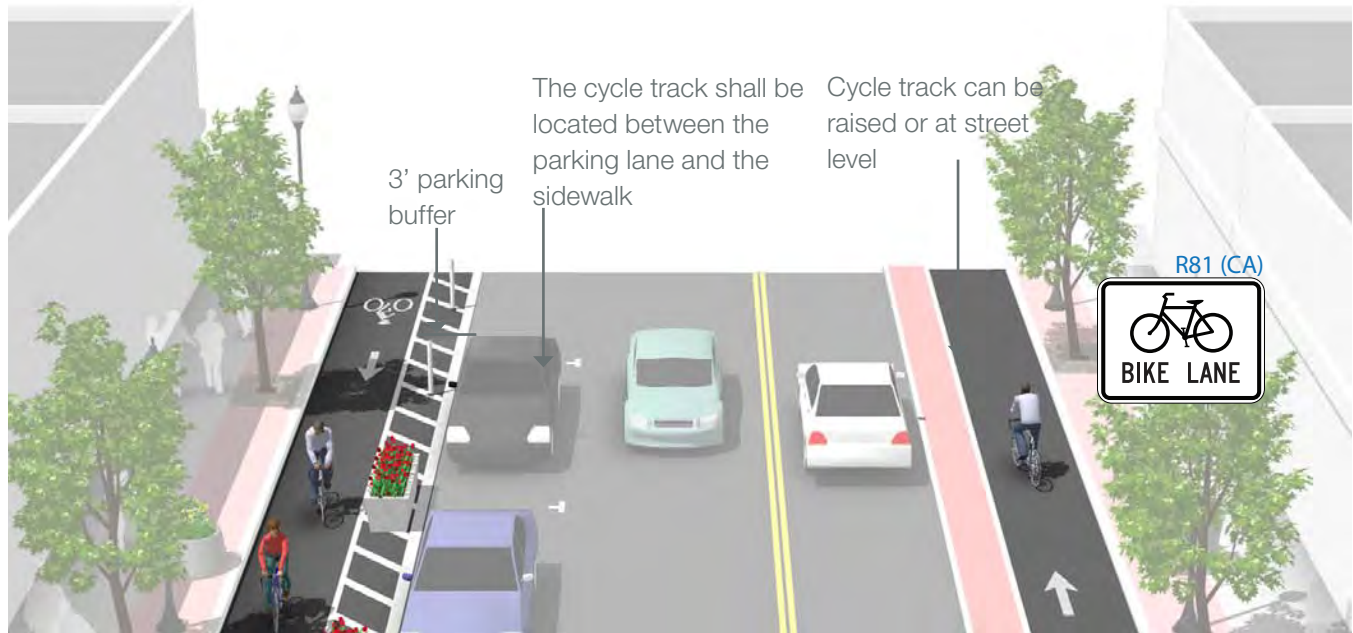 The cycle track shall be
located between the
parking lane and the
sidewalk
Cycle track can be
raised or at street
level
3’ parking
buffer
R81 (CA)
BIKE LANE